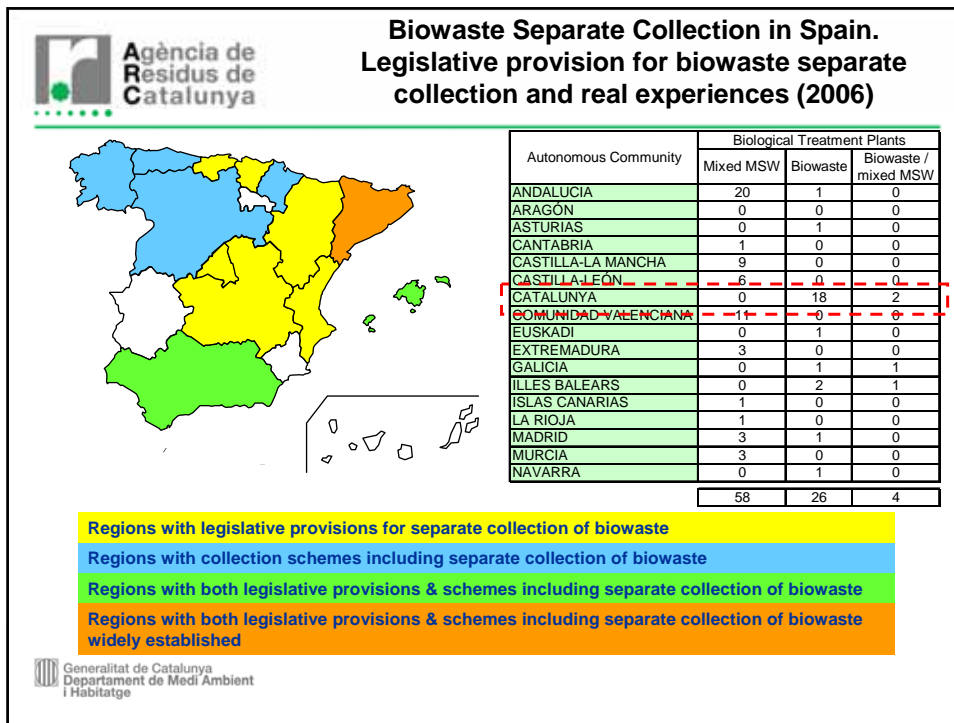 Agència de
Residus de
Catalunya
Biowaste Separate Collection in Spain.
Legislative provision for biowaste separate
collection and real experiences (2006)
Autonomous Community
Biological Treatment Plants
Mixed MSW Biowaste Biowaste /
mixed MSW
ANDALUCIA 20 1 0
ARAGÓN 0 0 0
ASTURIAS 0 1 0
CANTABRIA 1 0 0
CASTILLA-LA MANCHA 9 0 0
CASTILLA-LEÓN 6 0 0
CATALUNYA 0 18 2
COMUNIDAD VALENCIANA 11 0 0
EUSKADI 0 1 0
EXTREMADURA 3 0 0
GALICIA 0 1 1
ILLES BALEARS 0 2 1
ISLAS CANARIAS 1 0 0
LA RIOJA 1 0 0
MADRID 3 1 0
MURCIA 3 0 0
NAVARRA 0 1 0
58 26 4
Regions with legislative provisions for separate collection of biowaste
Regions with collection schemes including separate collection of biowaste
Regions with both legislative provisions & schemes including separate collection of biowaste
Regions with both legislative provisions & schemes including separate collection of biowaste
widely established
Generalitat de Catalunya
Departament de Medi Ambient
i Habitatge